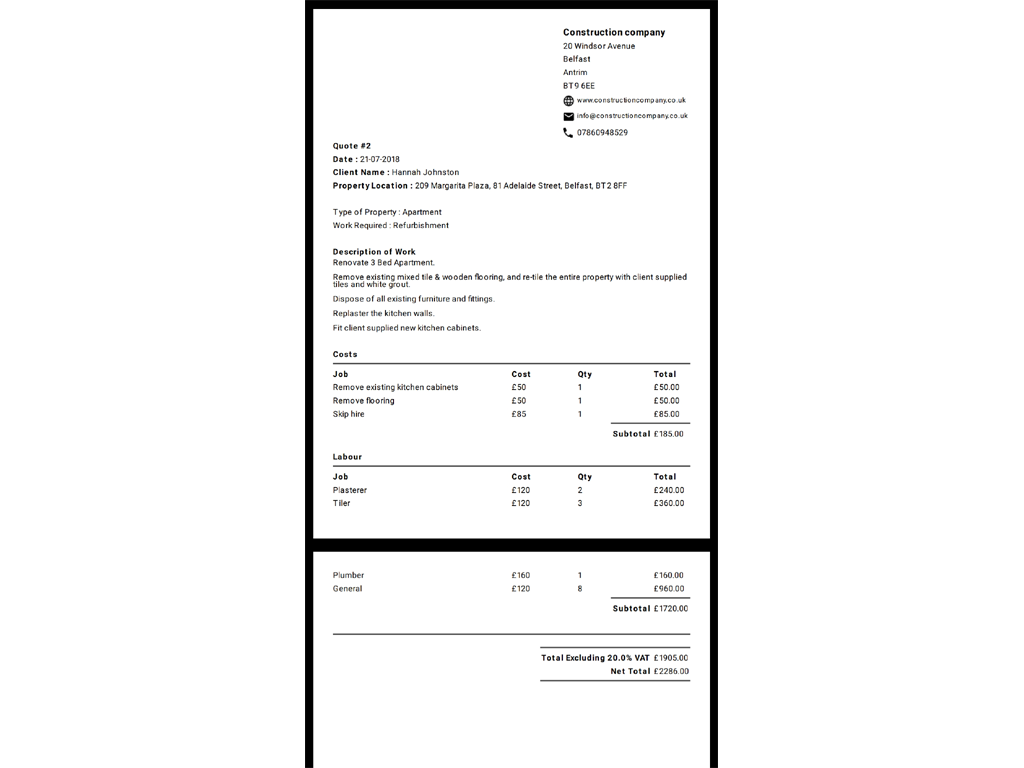 Construction company
20 Windsor Avenue
Belfast
Antrim
BT9 6EE
www.constructioncompany.co.uk
info@constructioncompany.co.uk
07860948529
Quote #2
Date : 21-07-2018
Client Name : Hannah Johnston
Property Location : 209 Margarita Plaza, 81 Adelaide Street, Belfast, BT2 8FF
Type of Property : Apartment
Work Required : Refurbishment
Description of Work
Renovate 3 Bed Apartment.
Remove existing mixed tile & wooden flooring, and re-tile the entire property with client supplied
tiles and white grout.
Dispose of all existing furniture and fittings.
Replaster the kitchen walls.
Fit client supplied new kitchen cabinets.
Costs
Job Cost Qty Total
Remove existing kitchen cabinets £50 1 £50.00
Remove flooring £50 1 £50.00
Skip hire £85 1 £85.00
Subtotal £185.00
Labour
Job Cost Qty Total
Plasterer £120 2 £240.00
Tiler £120 3 £360.00
Plumber £160 1 £160.00
General £120 8 £960.00
Subtotal £1720.00
Total Excluding 20.0% VAT £1905.00
Net Total £2286.00